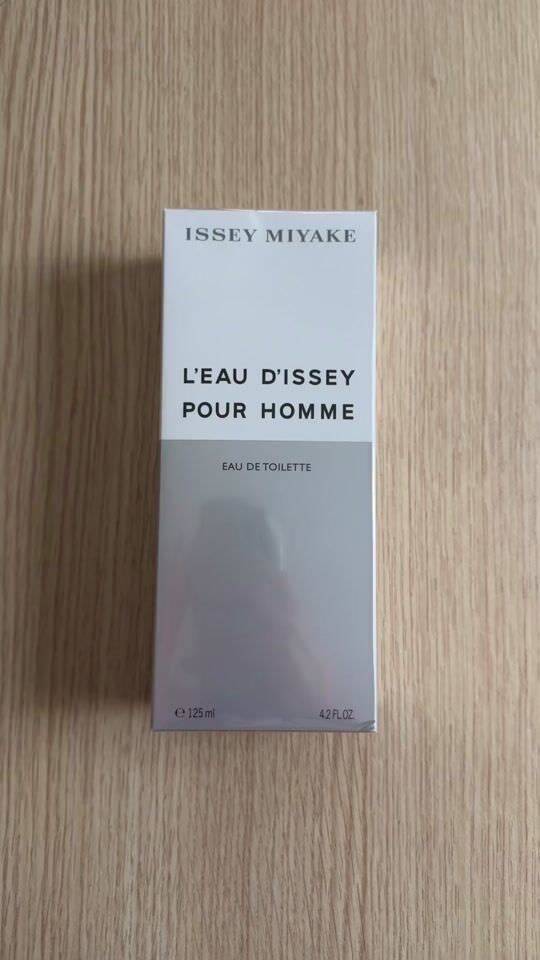 ISSEY MIYAKE
L'EAU D'ISSEY
POUR HOMME
EAU DE TOILETTE
℮ 125 ml 4.2 FL.OZ.